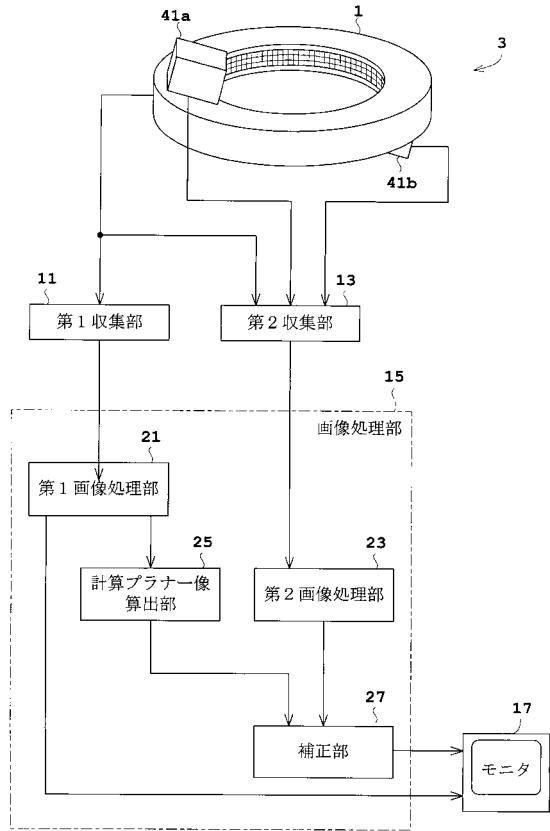 41a
1
3
41b
11
13
第1収集部
第2収集部
15
画像処理部
21
第1画像処理部
25
23
計算プラナー像
算出部
第2画像処理部
27
17
補正部
モニタ